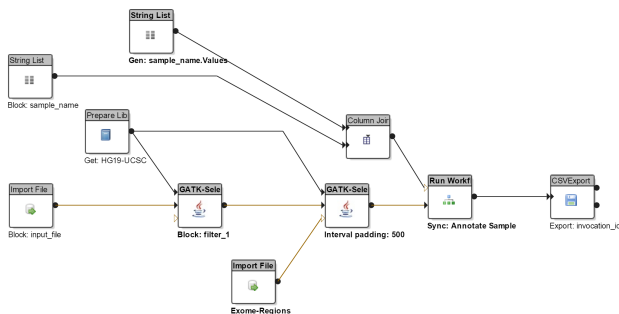 String List
Gen: sample_name.Values
String List
Block: sample_name
Prepare Lib
Get: HG19-UCSC
Column Join
Import File
Block: input_file
GATK-Sele
Block: filter_1
GATK-Sele
Interval padding: 500
Run Workfl
Sync: Annotate Sample
CSVExport
Export: invocation_id
Import File
Exome-Regions